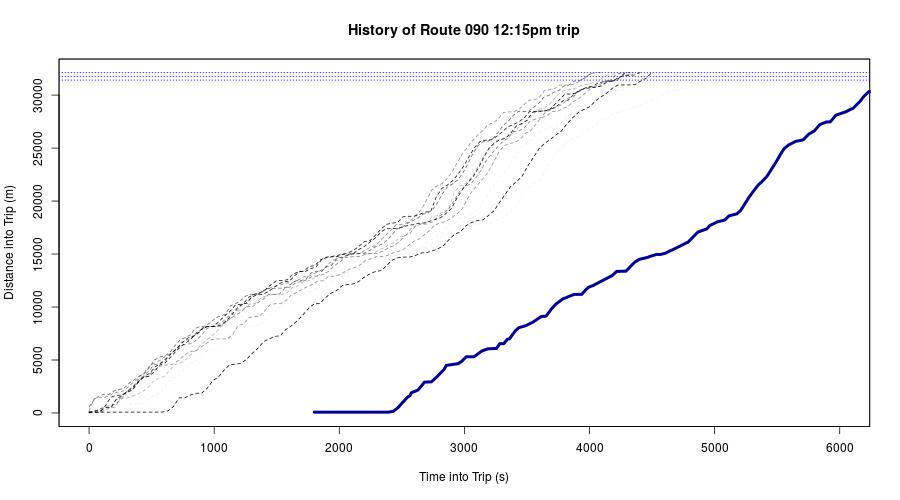 History of Route 090 12:15pm trip
Distance into Trip (m)
30000
25000
20000
15000
10000
5000
0
0 1000 2000 3000 4000 5000 6000
Time into Trip (s)